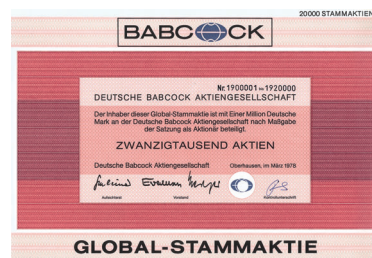 20000 STAMMAKTIEN
BABCOCK
Nr. 1900001 bis 1920000
DEUTSCHE BABCOCK AKTIENGESELLSCHAFT
Der Inhaber dieser Global-Stammaktie ist mit Einer Million Deutsche
Mark an der Deutsche Babcock Aktiengesellschaft nach Maßgabe
der Satzung als Aktionär beteiligt.
ZWANZIGTAUSEND AKTIEN
Deutsche Babcock Aktiengesellschaft Oberhausen, im März 1978
Aufsichtsrat Vorstand Kontrollunterschrift
GLOBAL-STAMMAKTIE